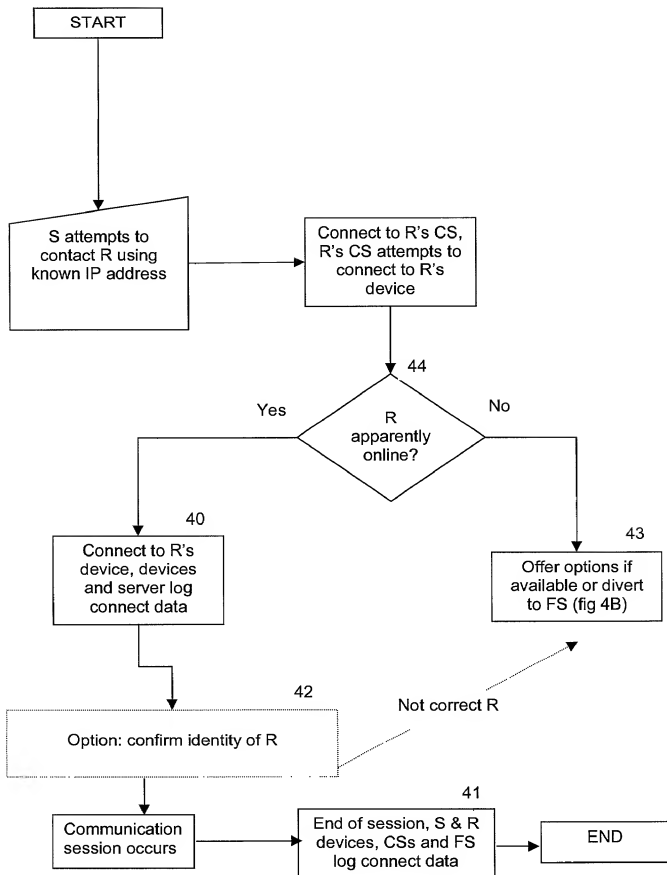 START
S attempts to
contact R using
known IP address
Connect to R's CS,
R's CS attempts to
connect to R's
device
44
Yes
R
apparently
online?
No
40
Connect to R's
device, devices
and server log
connect data
43
Offer options if
available or divert
to FS (fig 4B)
42
Option: confirm identity of R
Not correct R
Communication
session occurs
41
End of session, S & R
devices, CSs and FS
log connect data
END